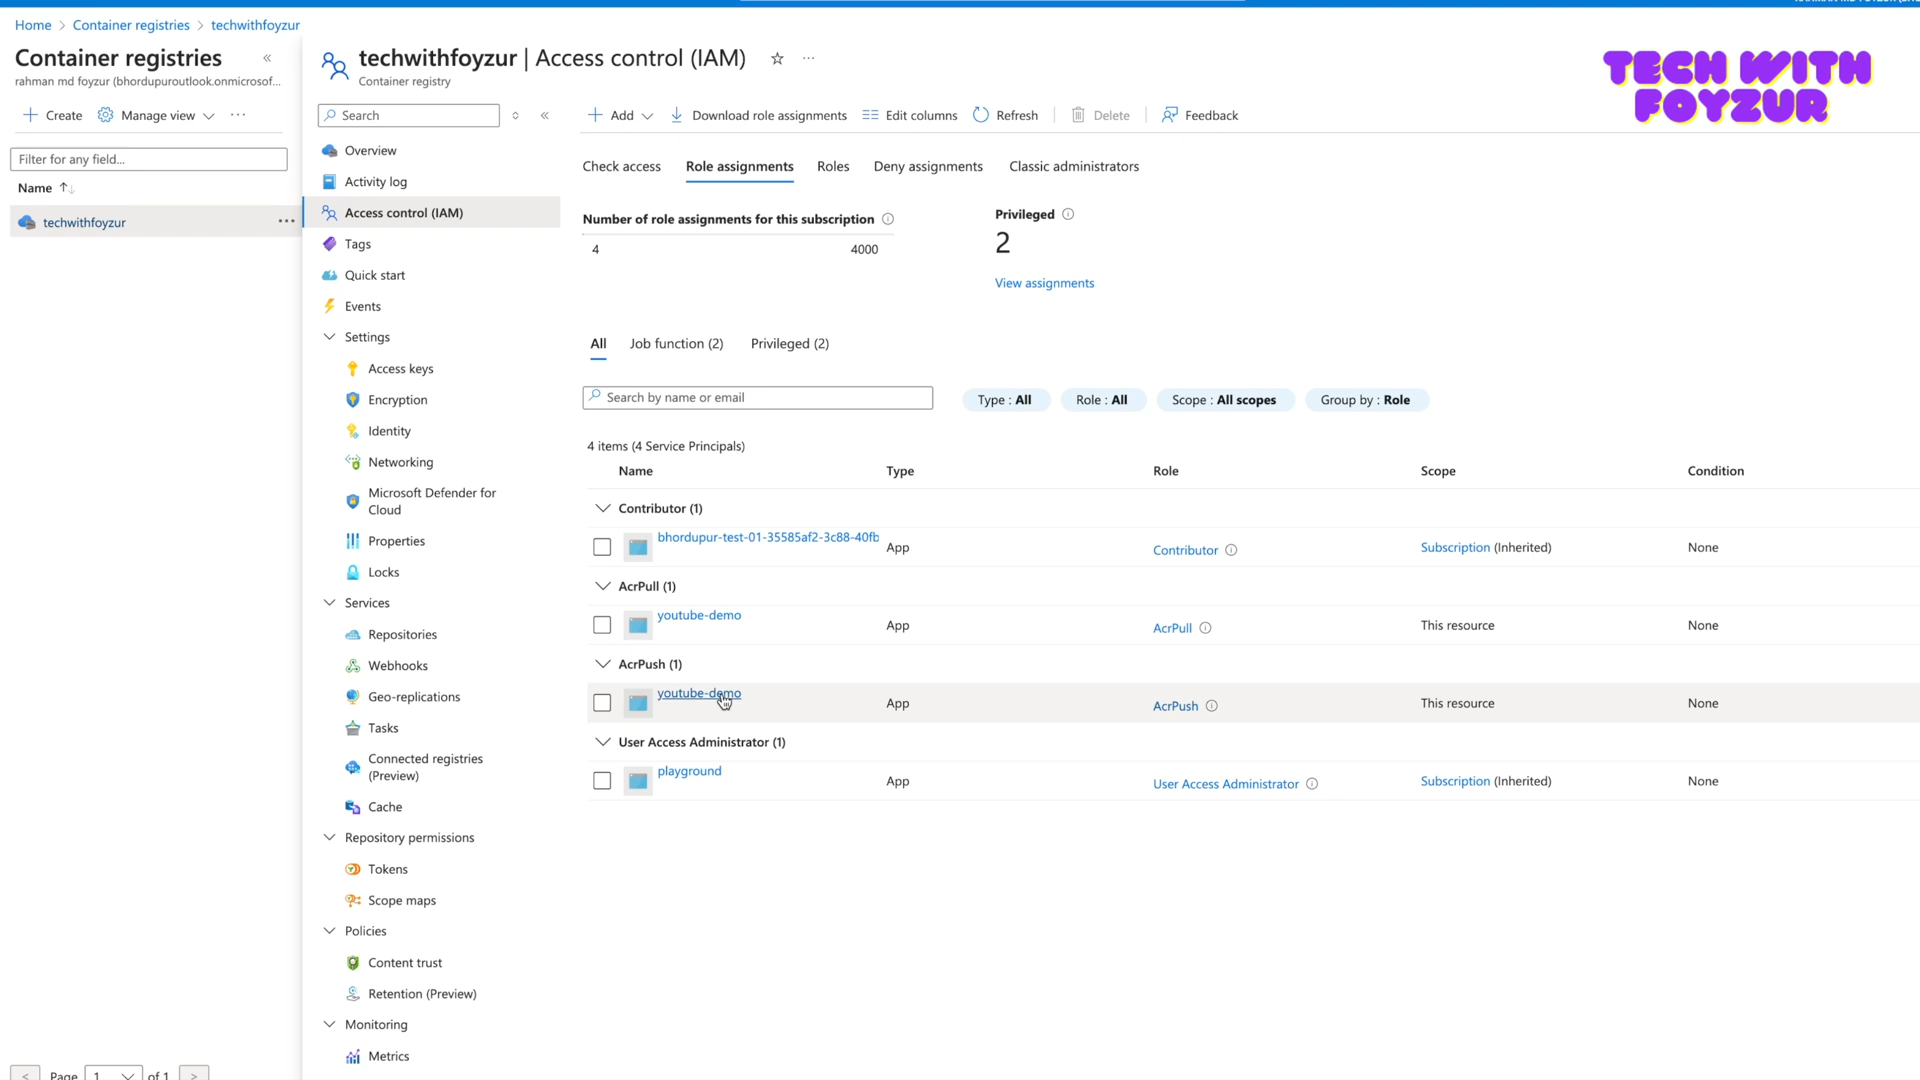 Home > Container registries > techwithfoyzur
Container registries
«
rahman md foyzur (bhordupuroutlook.onmicrosof...
Create
Manage view
Filter for any field...
Name
techwithfoyzur
Page 1 of 1
techwithfoyzur | Access control (IAM)
Container registry
Search
«
Overview
Activity log
Access control (IAM)
Tags
Quick start
Events
Settings
Access keys
Encryption
Identity
Networking
Microsoft Defender for
Cloud
Properties
Locks
Services
Repositories
Webhooks
Geo-replications
Tasks
Connected registries
(Preview)
Cache
Repository permissions
Tokens
Scope maps
Policies
Content trust
Retention (Preview)
Monitoring
Metrics
Add
Download role assignments
Edit columns
Refresh
Delete
Feedback
Check access
Role assignments
Roles
Deny assignments
Classic administrators
Number of role assignments for this subscription
4
4000
Privileged
2
View assignments
All
Job function (2)
Privileged (2)
Search by name or email
Type : All
Role : All
Scope : All scopes
Group by : Role
4 items (4 Service Principals)
Name Type Role Scope Condition
Contributor (1)
bhordupur-test-01-35585af2-3c88-40fb App Contributor Subscription (Inherited) None
AcrPull (1)
youtube-demo App AcrPull This resource None
AcrPush (1)
youtube-demo App AcrPush This resource None
User Access Administrator (1)
playground App User Access Administrator Subscription (Inherited) None
TECH WITH
FOYZUR